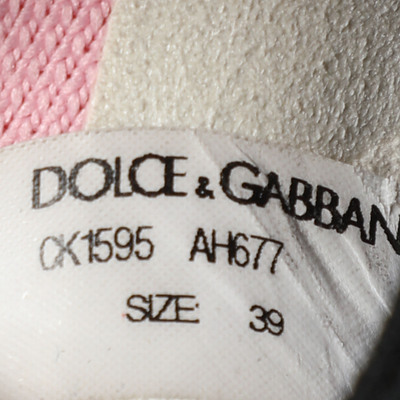 DOLCE & GABBAN
CK1595 AH677
SIZE: 39